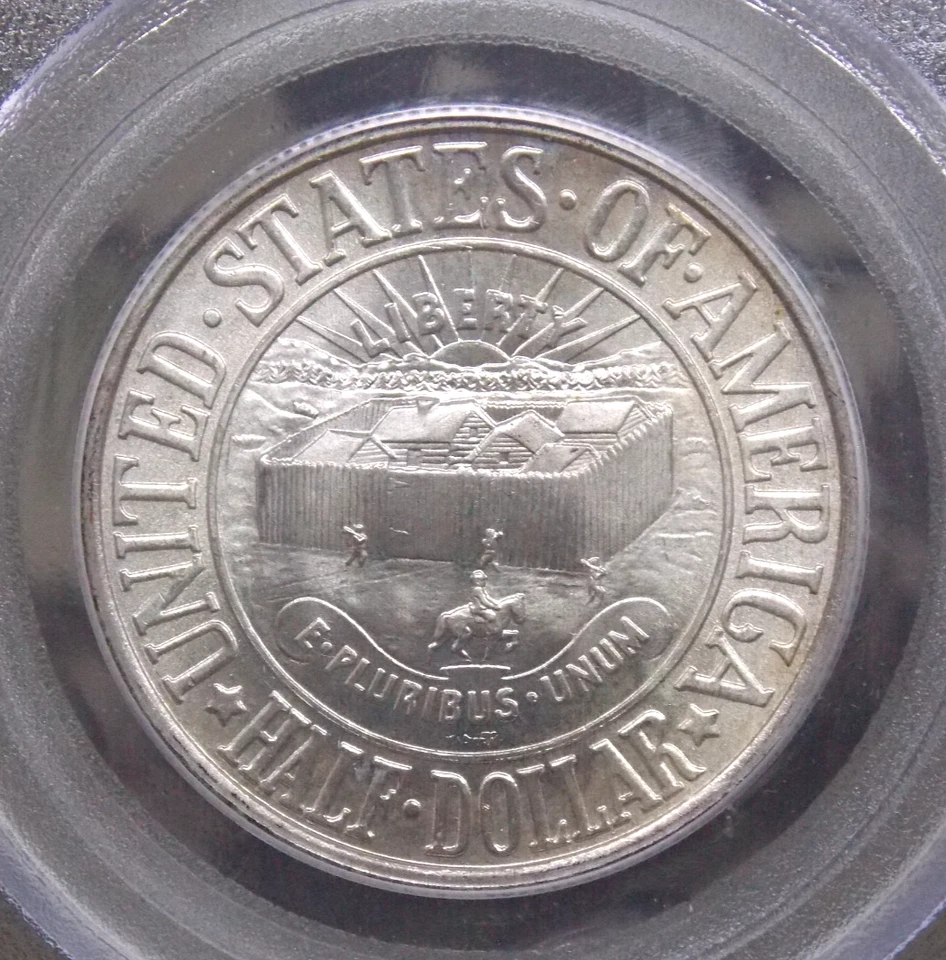 UNITED · STATES · OF · AMERICA
LIBERTY
E · PLURIBUS · UNUM
★ HALF · DOLLAR ★